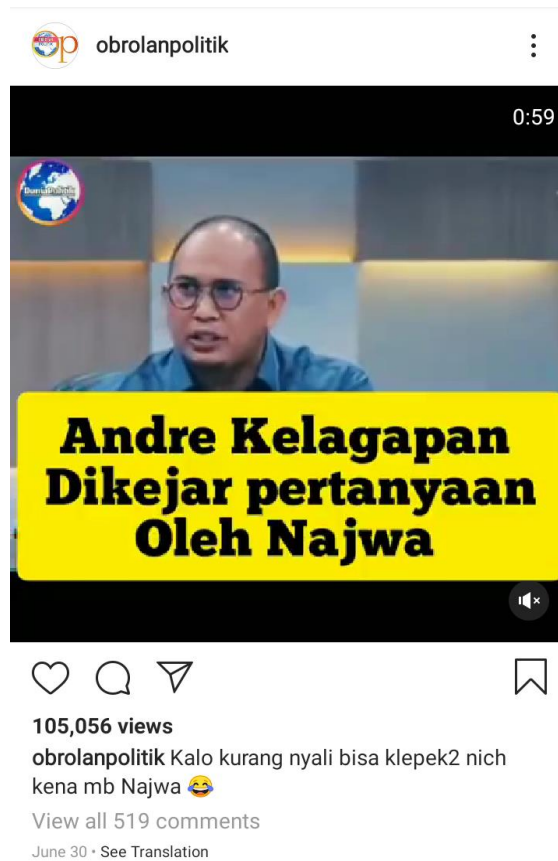 obrolanpolitik
0:59
DuniaPolitik
Andre Kelagapan
Dikejar pertanyaan
Oleh Najwa
105,056 views
obrolanpolitik Kalo kurang nyali bisa klepek2 nich
kena mb Najwa 😂
View all 519 comments
June 30 • See Translation